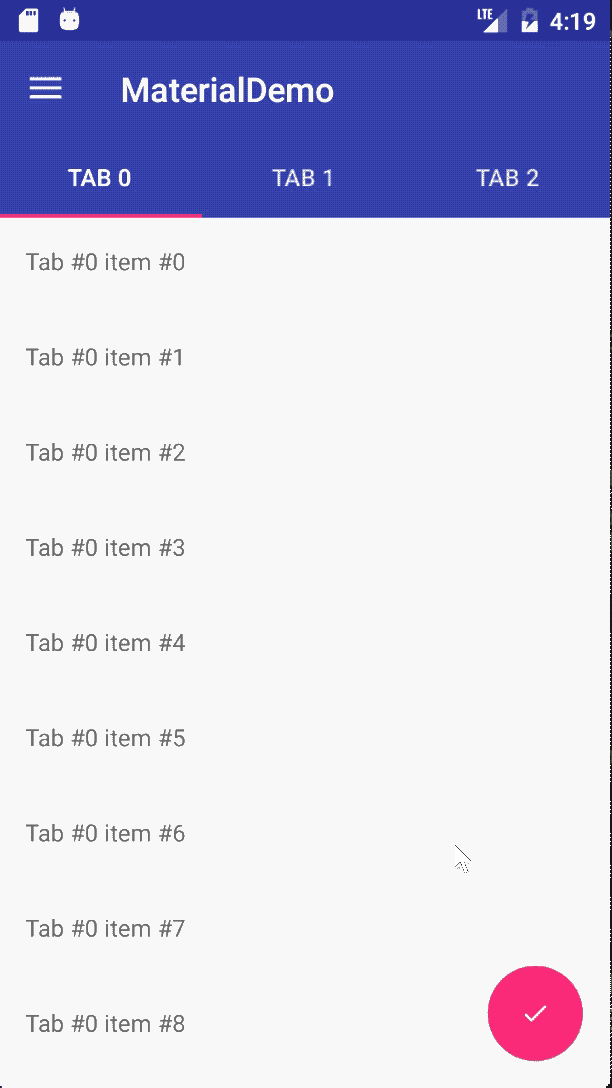 LTE 4:19
MaterialDemo
TAB 0 TAB 1 TAB 2
Tab #0 item #0
Tab #0 item #1
Tab #0 item #2
Tab #0 item #3
Tab #0 item #4
Tab #0 item #5
Tab #0 item #6
Tab #0 item #7
Tab #0 item #8